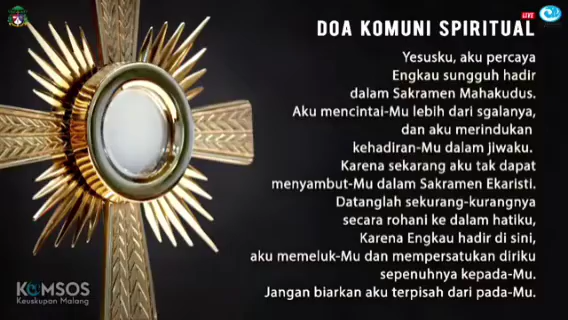 LIVE
DOA KOMUNI SPIRITUAL
Yesusku, aku percaya
Engkau sungguh hadir
dalam Sakramen Mahakudus.
Aku mencintai-Mu lebih dari sgalanya,
dan aku merindukan
kehadiran-Mu dalam jiwaku.
Karena sekarang aku tak dapat
menyambut-Mu dalam Sakramen Ekaristi.
Datanglah sekurang-kurangnya
secara rohani ke dalam hatiku,
Karena Engkau hadir di sini,
aku memeluk-Mu dan mempersatukan diriku
sepenuhnya kepada-Mu.
Jangan biarkan aku terpisah dari pada-Mu.
KOMSOS
Keuskupan Malang